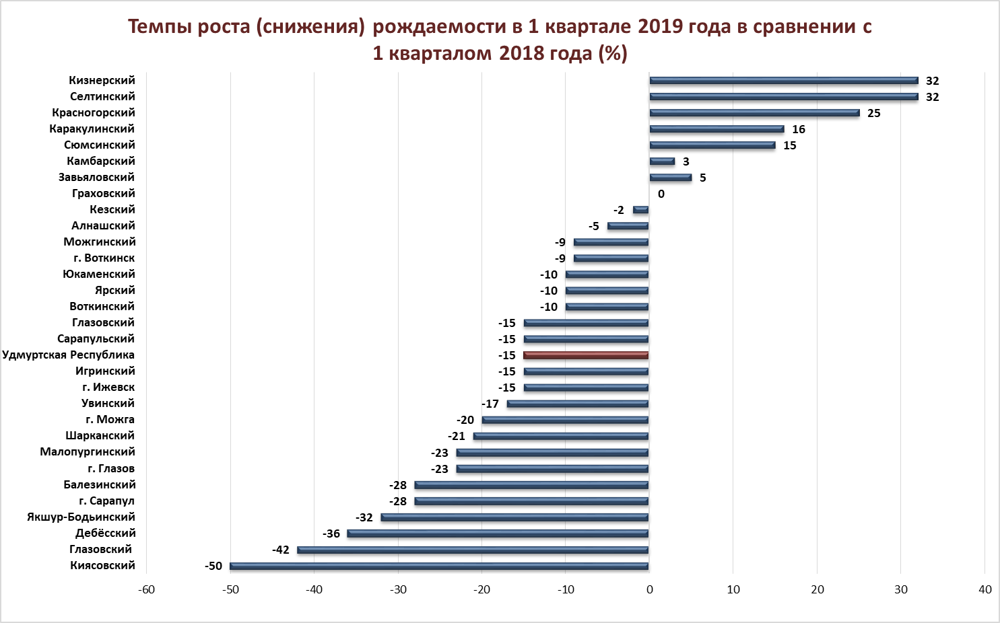 Темпы роста (снижения) рождаемости в 1 квартале 2019 года в сравнении с
1 кварталом 2018 года (%)
Кизнерский 32
Селтинский 32
Красногорский 25
Каракулинский 16
Сюмсинский 15
Камбарский 3
Завьяловский 5
Граховский 0
Кезский -2
Алнашский -5
Можгинский -9
г. Воткинск -9
Юкаменский -10
Ярский -10
Воткинский -10
Глазовский -15
Сарапульский -15
Удмуртская Республика -15
Игринский -15
г. Ижевск -15
Увинский -17
г. Можга -20
Шарканский -21
Малопургинский -23
г. Глазов -23
Балезинский -28
г. Сарапул -28
Якшур-Бодьинский -32
Дебёсский -36
Глазовский -42
Киясовский -50
-60 -50 -40 -30 -20 -10 0 10 20 30 40